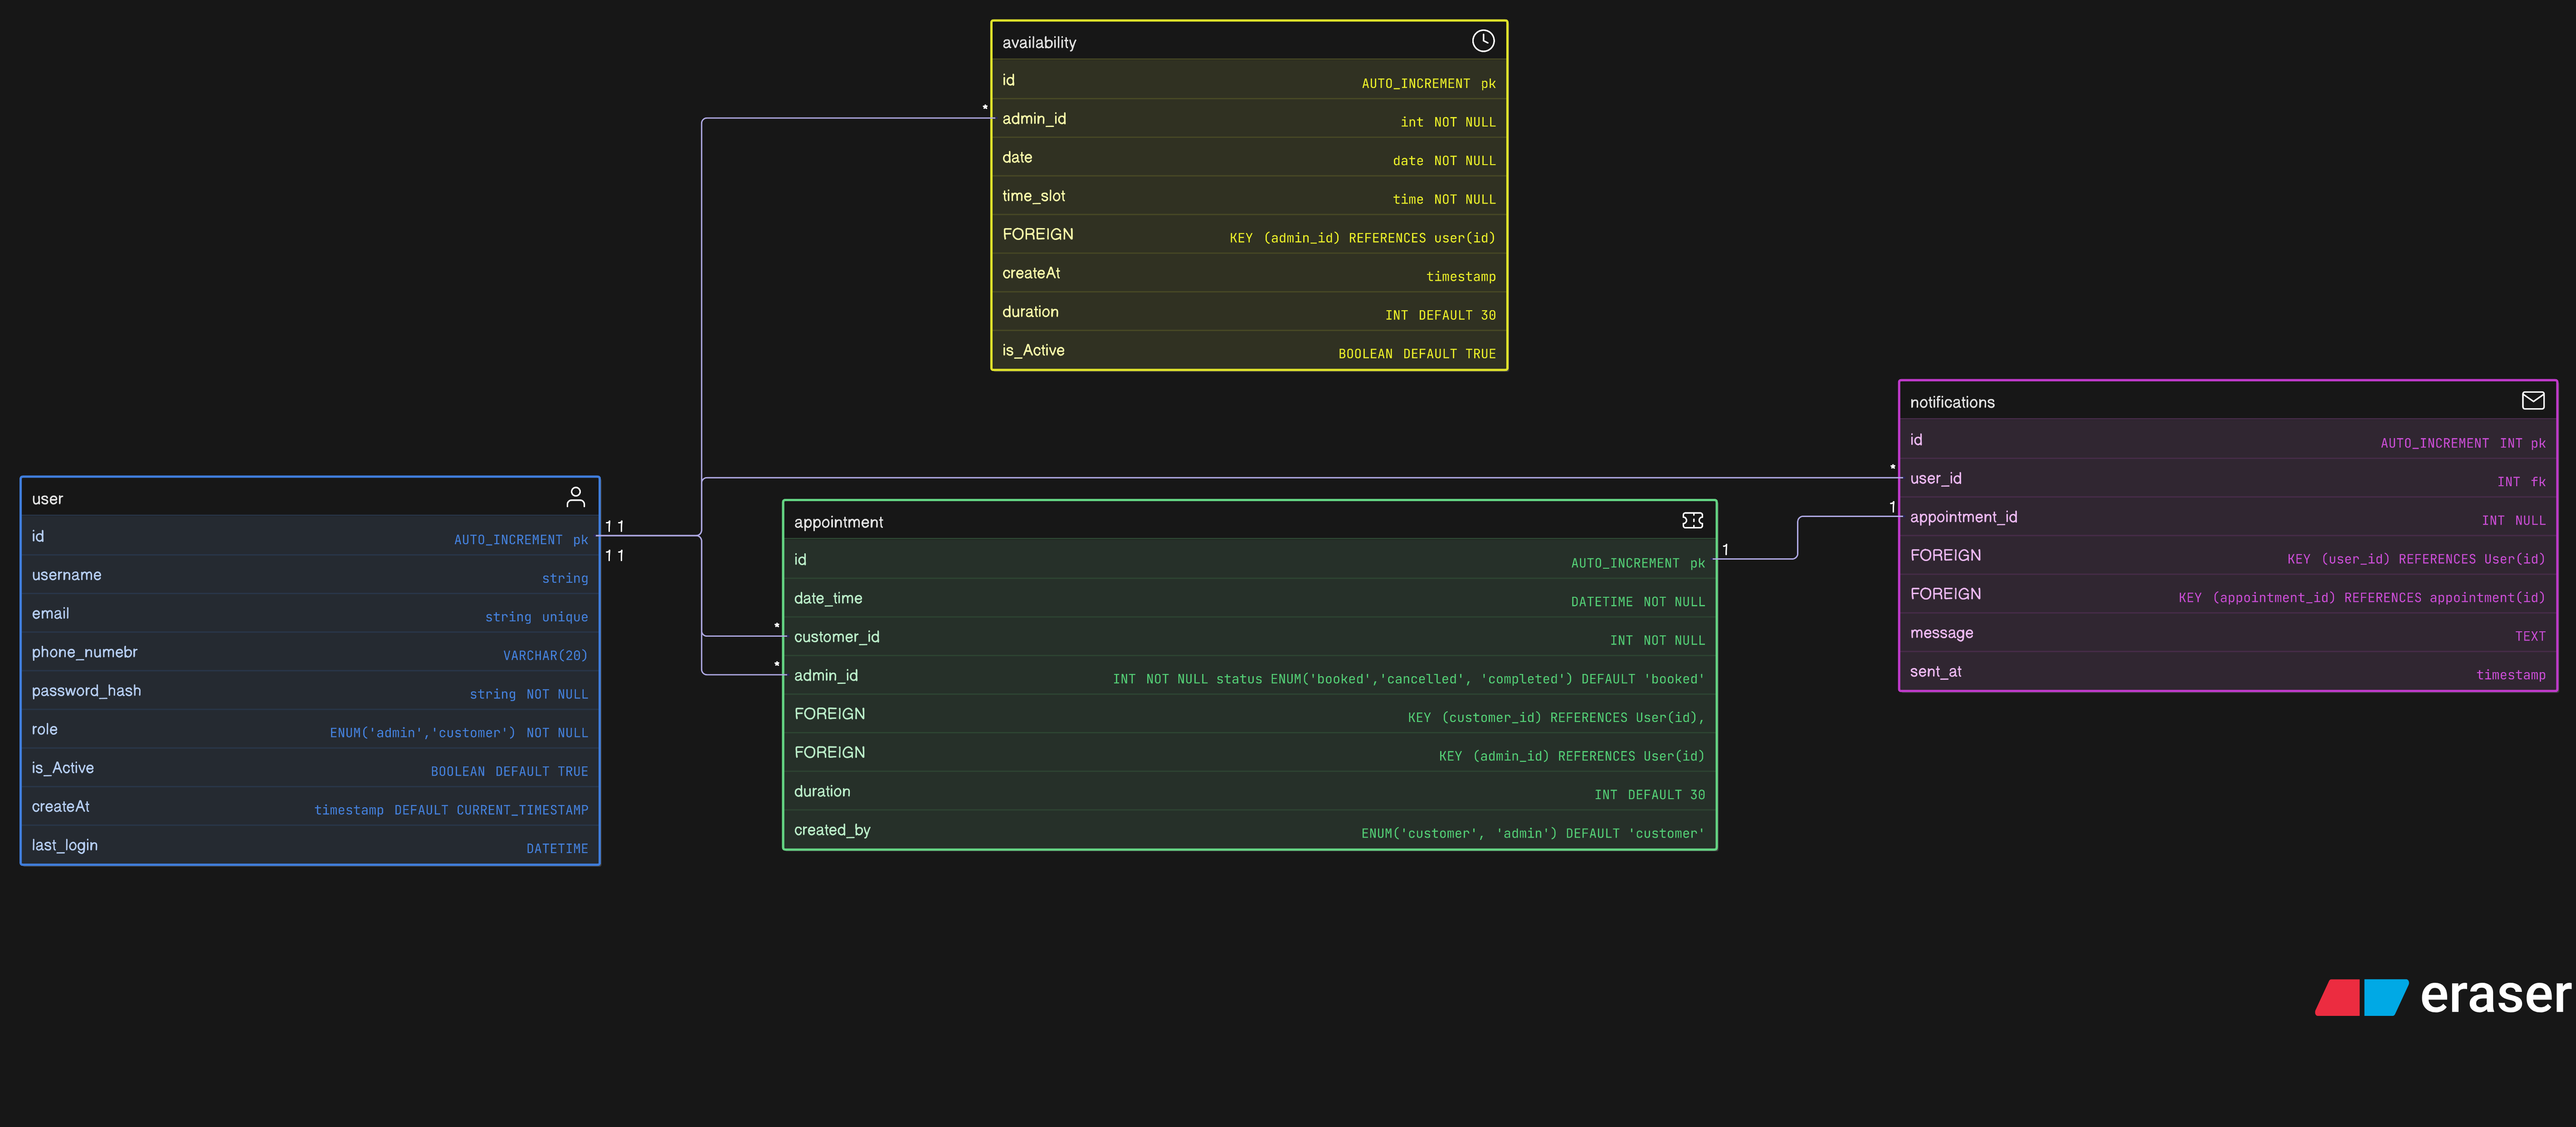 availability
id AUTO_INCREMENT pk
* admin_id int NOT NULL
date date NOT NULL
time_slot time NOT NULL
FOREIGN KEY (admin_id) REFERENCES user(id)
createAt timestamp
duration INT DEFAULT 30
is_Active BOOLEAN DEFAULT TRUE
notifications
id AUTO_INCREMENT INT pk
* user_id INT fk
1 appointment_id INT NULL
FOREIGN KEY (user_id) REFERENCES User(id)
FOREIGN KEY (appointment_id) REFERENCES appointment(id)
message TEXT
sent_at timestamp
user
id AUTO_INCREMENT pk 1 1
1 1
username string
email string unique
phone_numebr VARCHAR(20)
password_hash string NOT NULL
role ENUM('admin','customer') NOT NULL
is_Active BOOLEAN DEFAULT TRUE
createAt timestamp DEFAULT CURRENT_TIMESTAMP
last_login DATETIME
appointment
id AUTO_INCREMENT pk 1
date_time DATETIME NOT NULL
* customer_id INT NOT NULL
* admin_id INT NOT NULL status ENUM('booked','cancelled', 'completed') DEFAULT 'booked'
FOREIGN KEY (customer_id) REFERENCES User(id),
FOREIGN KEY (admin_id) REFERENCES User(id)
duration INT DEFAULT 30
created_by ENUM('customer', 'admin') DEFAULT 'customer'
eraser